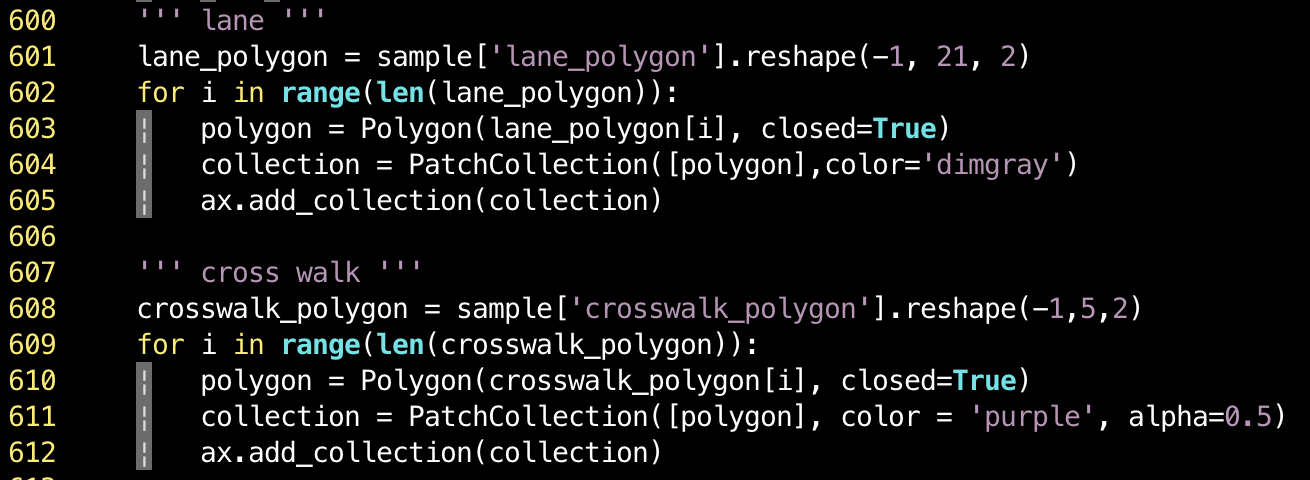 600 ''' lane '''
601 lane_polygon = sample['lane_polygon'].reshape(-1, 21, 2)
602 for i in range(len(lane_polygon)):
603 polygon = Polygon(lane_polygon[i], closed=True)
604 collection = PatchCollection([polygon],color='dimgray')
605 ax.add_collection(collection)
606
607 ''' cross walk '''
608 crosswalk_polygon = sample['crosswalk_polygon'].reshape(-1,5,2)
609 for i in range(len(crosswalk_polygon)):
610 polygon = Polygon(crosswalk_polygon[i], closed=True)
611 collection = PatchCollection([polygon], color = 'purple', alpha=0.5)
612 ax.add_collection(collection)